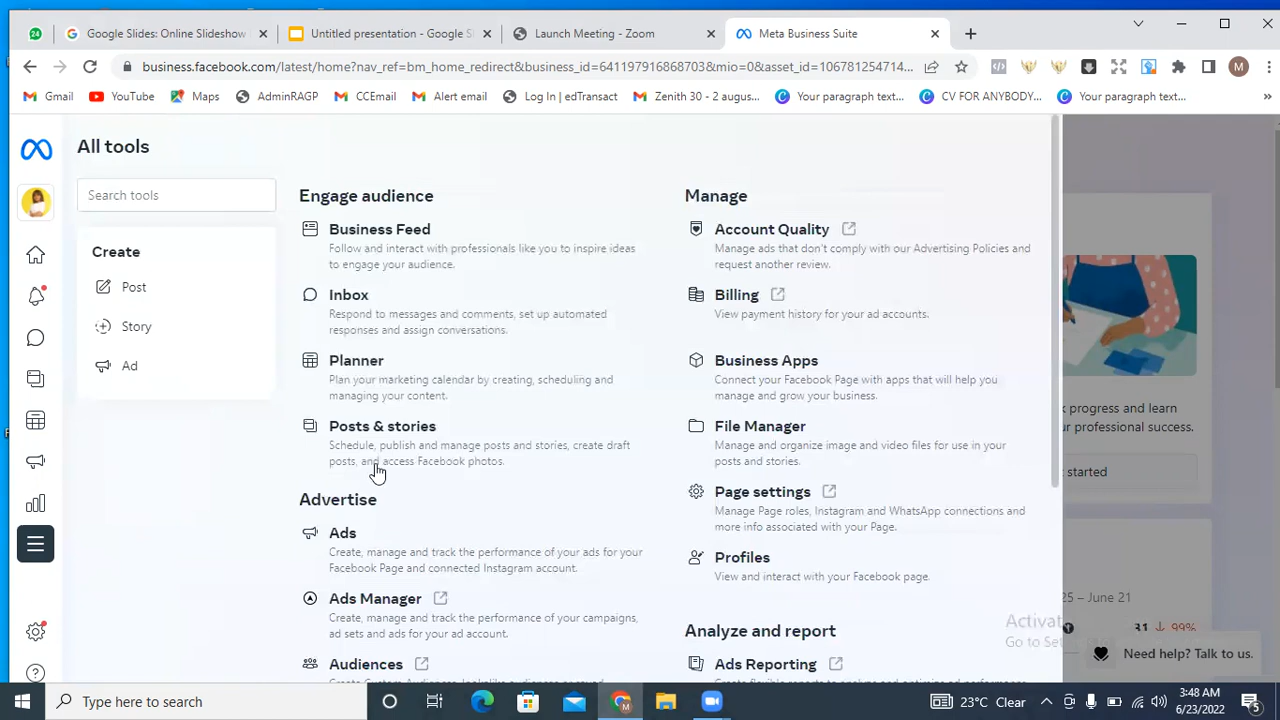 24
Google Slides: Online Slideshow
Untitled presentation - Google S
Launch Meeting - Zoom
Meta Business Suite
business.facebook.com/latest/home?nav_ref=bm_home_redirect&business_id=641197916868703&mio=0&asset_id=106781254714...
M
Gmail
YouTube
Maps
AdminRAGP
CCEmail
Alert email
Log In | edTransact
Zenith 30 - 2 augus...
Your paragraph text...
CV FOR ANYBODY...
Your paragraph text...
»
All tools
Search tools
Create
Post
Story
Ad
Engage audience
Business Feed
Follow and interact with professionals like you to inspire ideas
to engage your audience.
Inbox
Respond to messages and comments, set up automated
responses and assign conversations.
Planner
Plan your marketing calendar by creating, scheduling and
managing your content.
Posts & stories
Schedule, publish and manage posts and stories, create draft
posts, and access Facebook photos.
Advertise
Ads
Create, manage and track the performance of your ads for your
Facebook Page and connected Instagram account.
Ads Manager
Create, manage and track the performance of your campaigns,
ad sets and ads for your ad account.
Audiences
Manage
Account Quality
Manage ads that don't comply with our Advertising Policies and
request another review.
Billing
View payment history for your ad accounts.
Business Apps
Connect your Facebook Page with apps that will help you
manage and grow your business.
File Manager
Manage and organize image and video files for use in your
posts and stories.
Page settings
Manage Page roles, Instagram and WhatsApp connections and
more info associated with your Page.
Profiles
View and interact with your Facebook page.
Analyze and report
Ads Reporting
k progress and learn
ur professional success.
started
25 – June 21
Activat
Go to Set
31 ↓ 99%
Need help? Talk to us.
Type here to search
23°C Clear
3:48 AM
6/23/2022
5